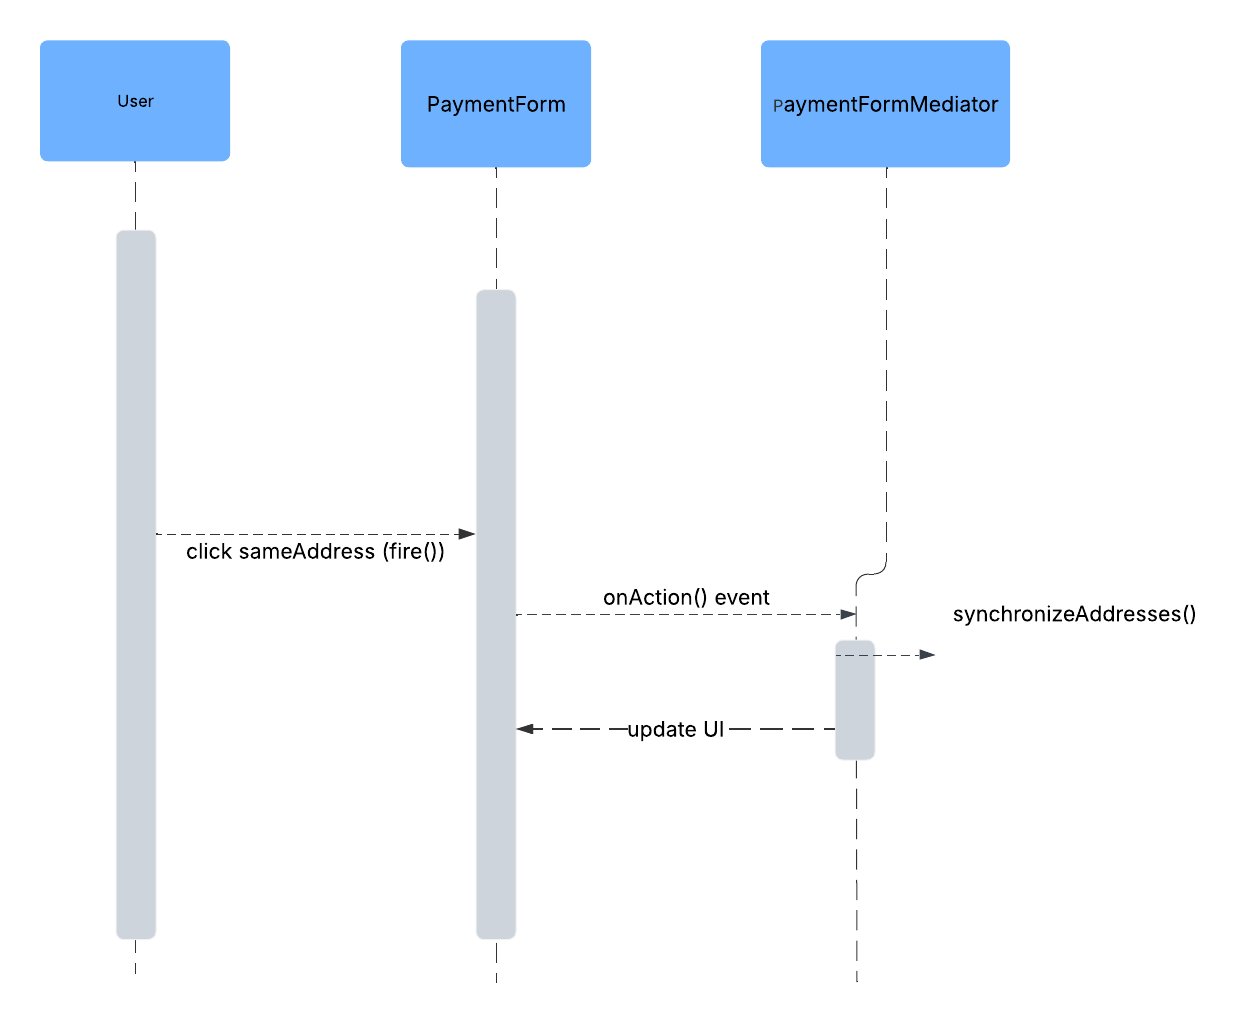 User
PaymentForm
PaymentFormMediator
click sameAddress (fire())
onAction() event
synchronizeAddresses()
update UI